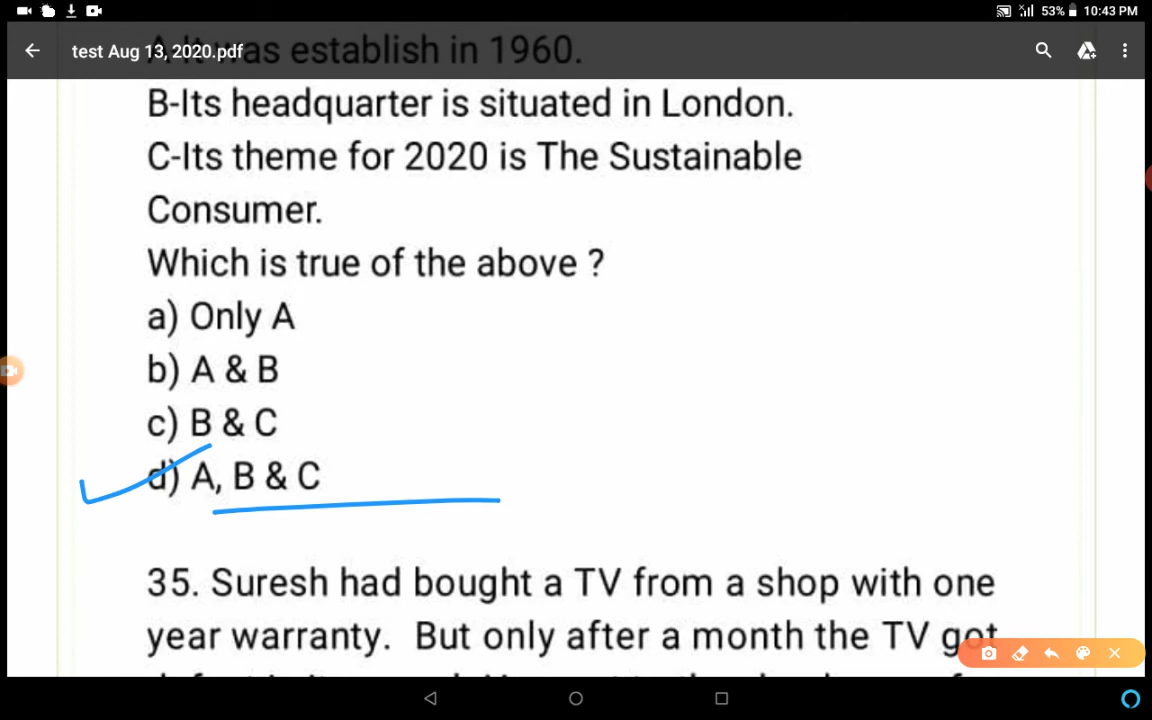 53% 10:43 PM
test Aug 13, 2020.pdf
A-It was establish in 1960.
B-Its headquarter is situated in London.
C-Its theme for 2020 is The Sustainable
Consumer.
Which is true of the above ?
a) Only A
b) A & B
c) B & C
d) A, B & C
35. Suresh had bought a TV from a shop with one
year warranty. But only after a month the TV got